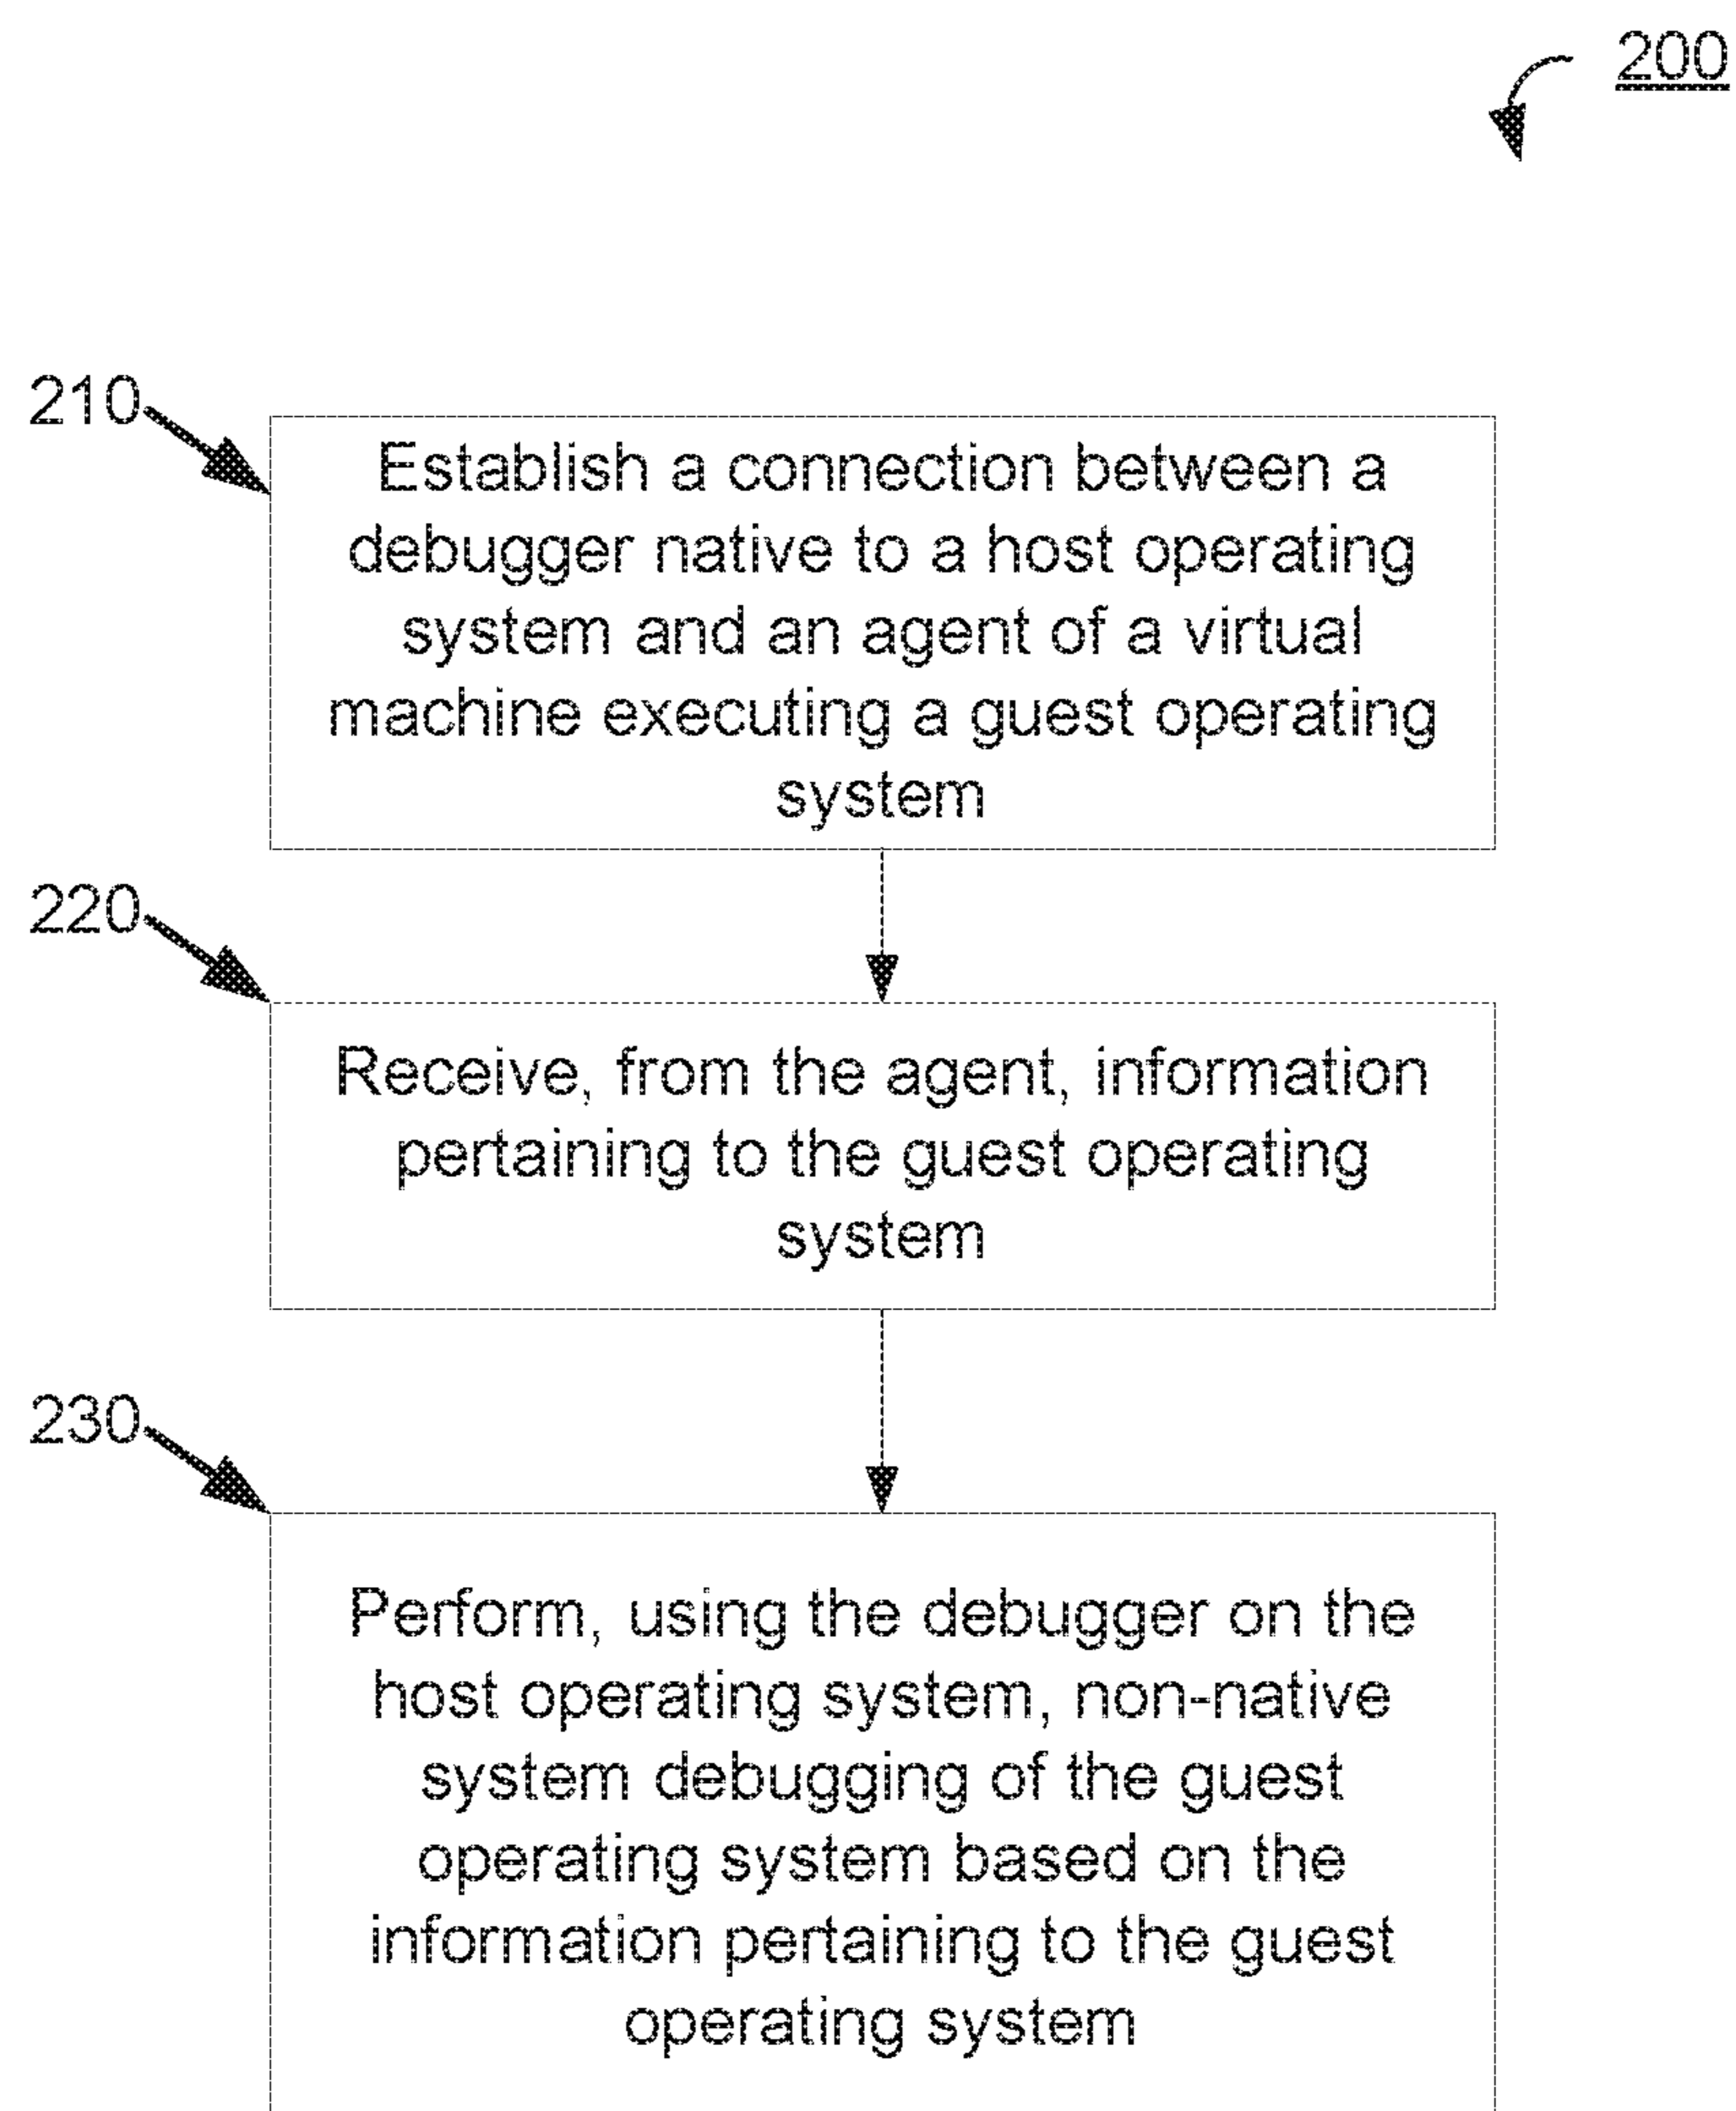 200
210
Establish a connection between a
debugger native to a host operating
system and an agent of a virtual
machine executing a guest operating
system
220
Receive, from the agent, information
pertaining to the guest operating
system
230
Perform, using the debugger on the
host operating system, non-native
system debugging of the guest
operating system based on the
information pertaining to the guest
operating system